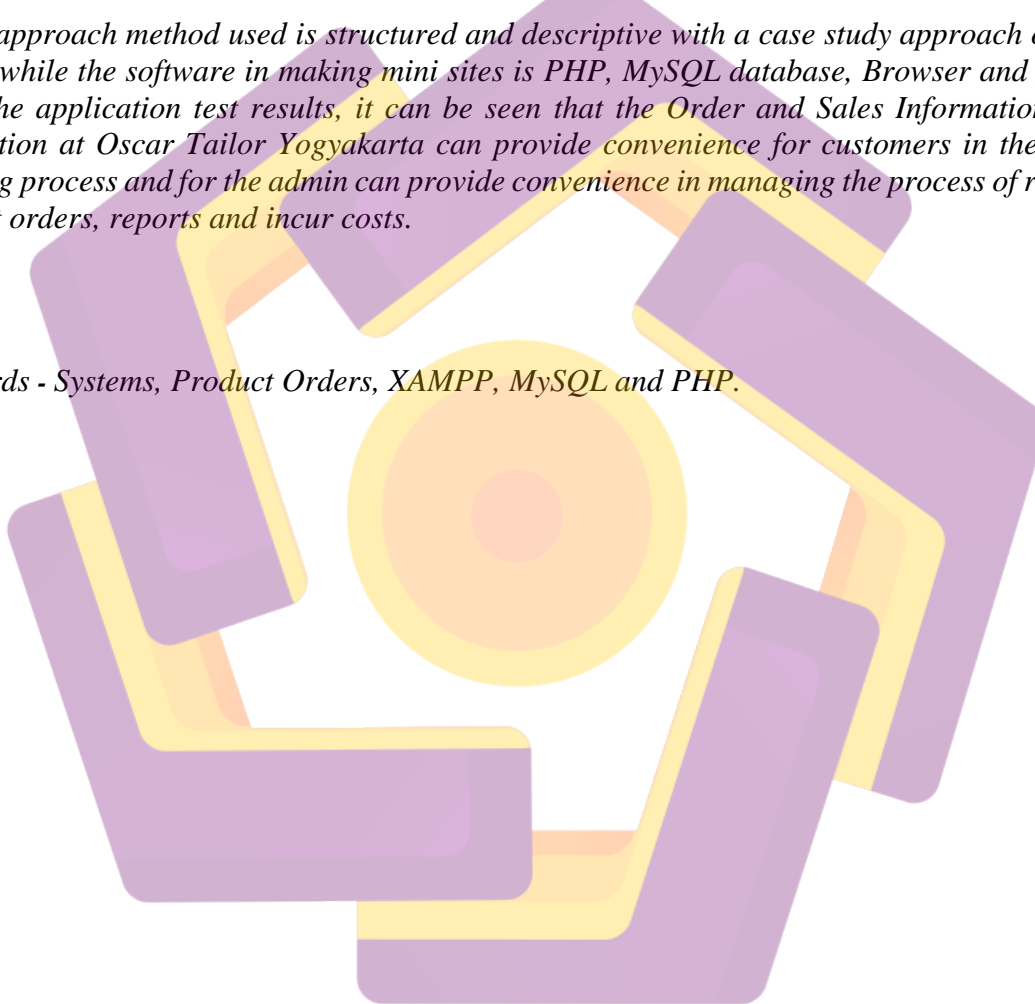 approach method used is structured and descriptive with a case study approach
while the software in making mini sites is PHP, MySQL database, Browser and
he application test results, it can be seen that the Order and Sales Information
tion at Oscar Tailor Yogyakarta can provide convenience for customers in the
g process and for the admin can provide convenience in managing the process of
orders, reports and incur costs.
rds - Systems, Product Orders, XAMPP, MySQL and PHP.